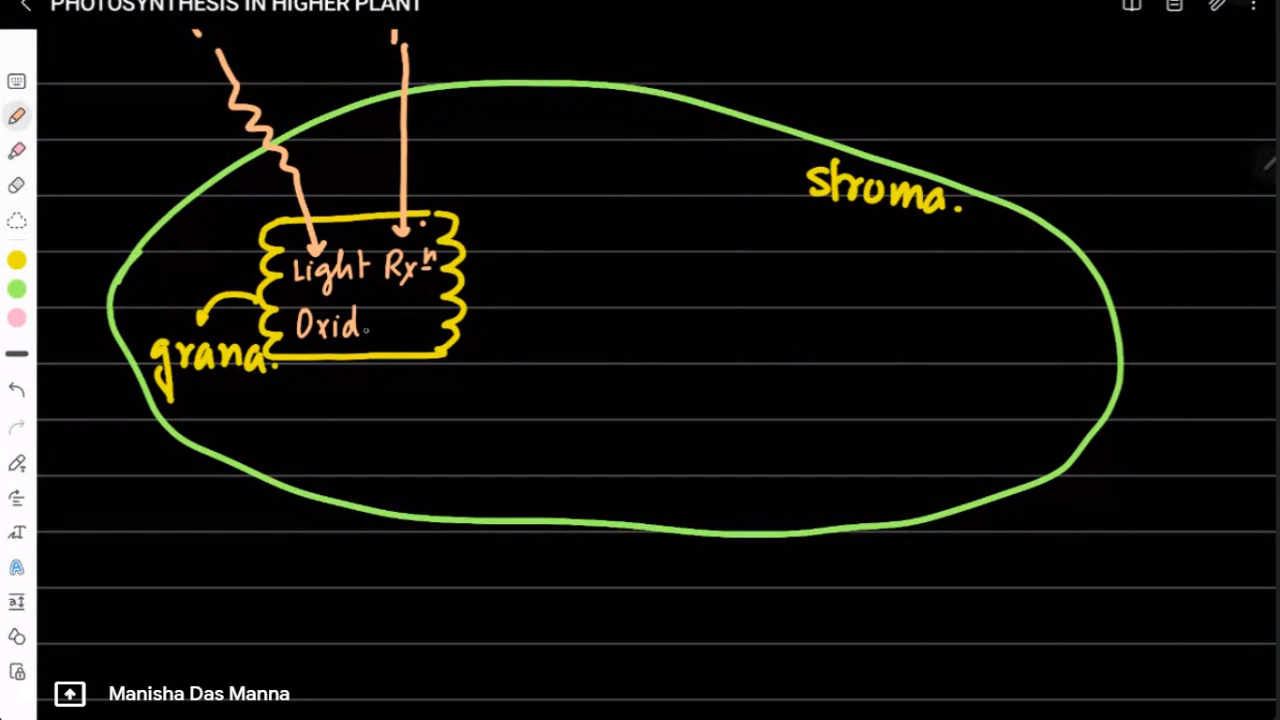 PHOTOSYNTHESIS IN HIGHER PLANT
stroma.
Light Rxⁿ
Oxid.
grana.
Manisha Das Manna